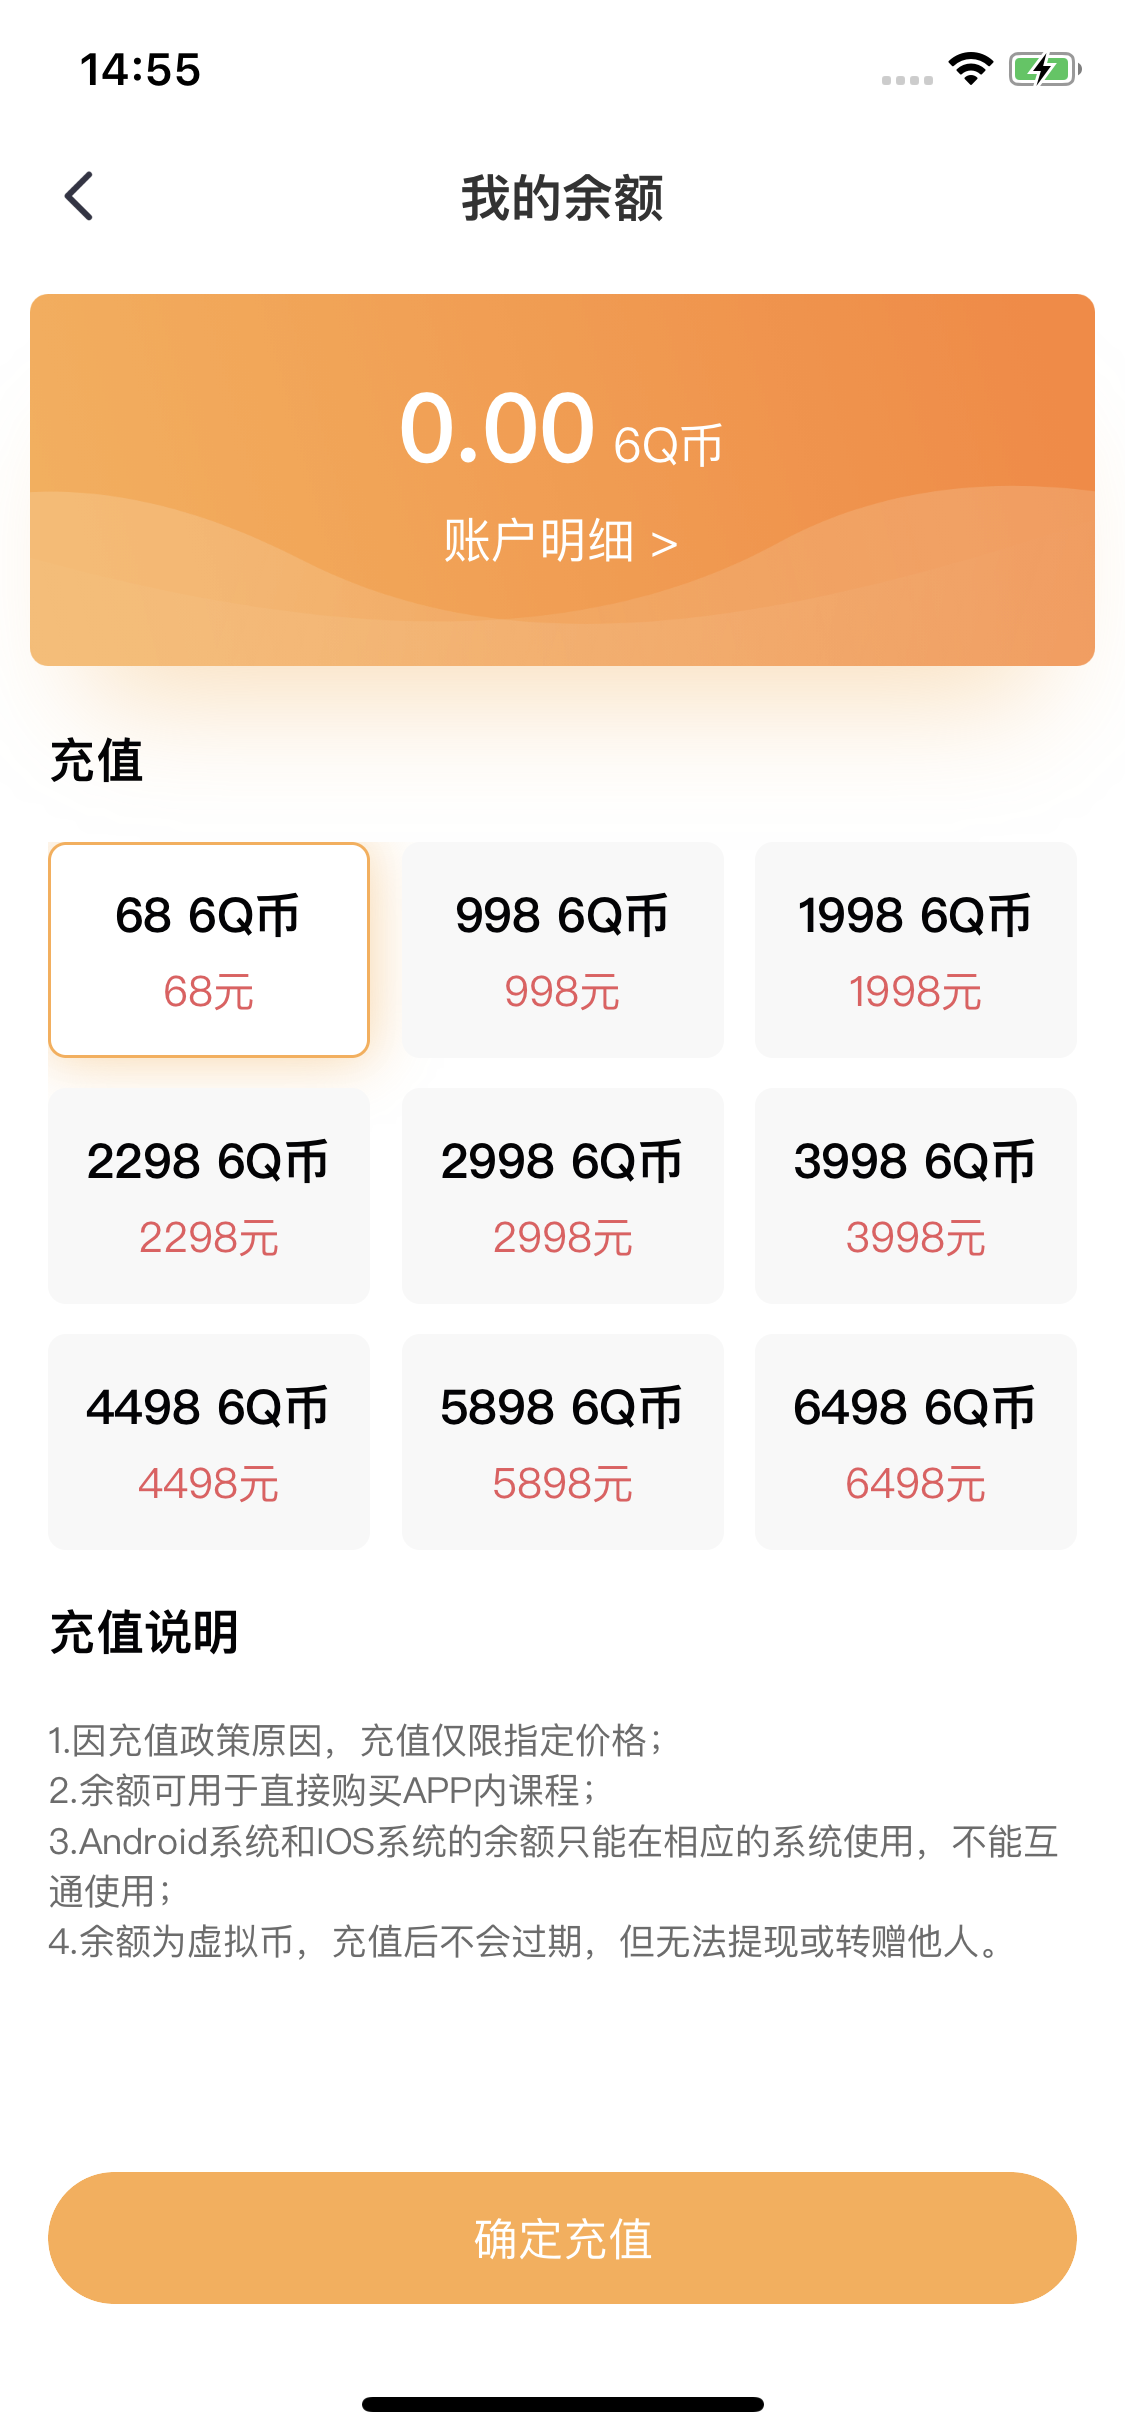 14:55
我的余额
0.00 6Q币
账户明细 >
充值
68 6Q币
68元
998 6Q币
998元
1998 6Q币
1998元
2298 6Q币
2298元
2998 6Q币
2998元
3998 6Q币
3998元
4498 6Q币
4498元
5898 6Q币
5898元
6498 6Q币
6498元
充值说明
1.因充值政策原因，充值仅限指定价格；
2.余额可用于直接购买APP内课程；
3.Android系统和IOS系统的余额只能在相应的系统使用，不能互
通使用；
4.余额为虚拟币，充值后不会过期，但无法提现或转赠他人。
确定充值